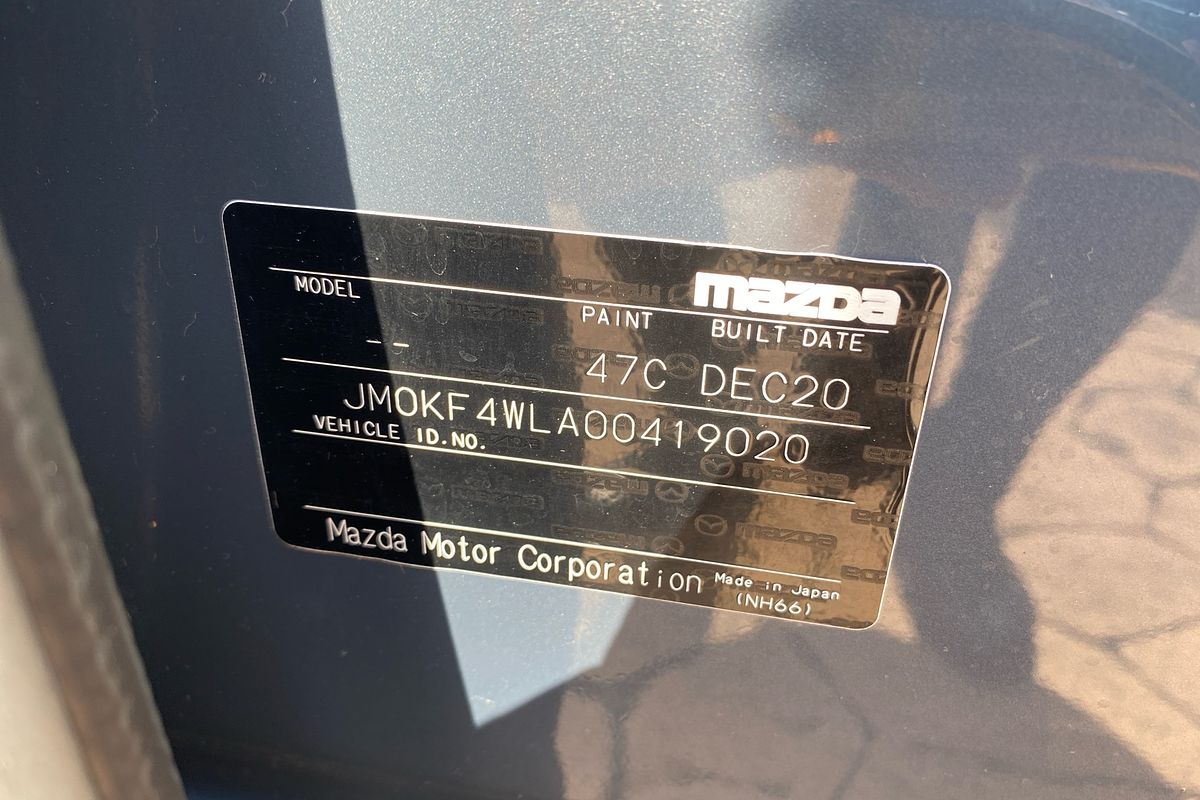 mazda
MODEL PAINT BUILT DATE
-- 47C DEC20
JM0KF4WLA00419020
VEHICLE ID.NO.
Mazda Motor Corporation Made in Japan
(NH66)